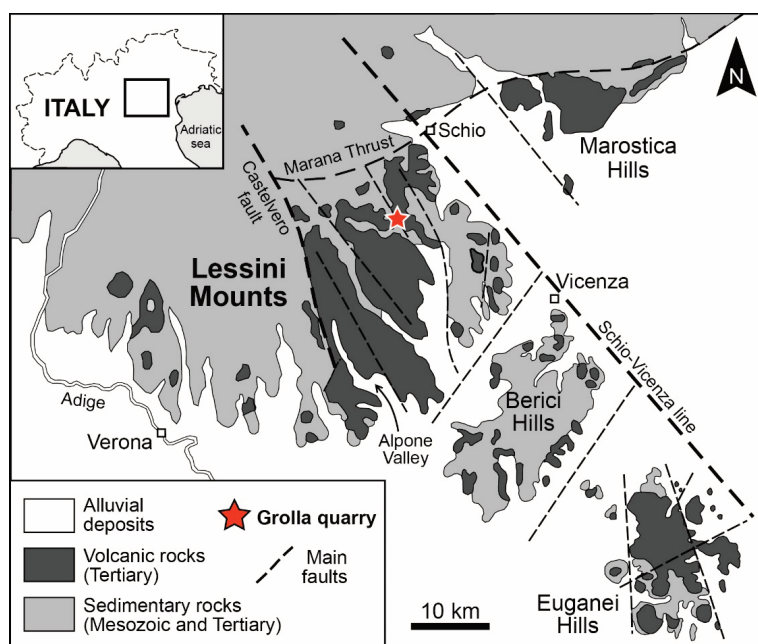 ITALY
Adriatic
sea
N
Schio
Marana Thrust
Marostica
Hills
Castelvero
fault
Lessini
Mounts
Vicenza
Schio-Vicenza line
Adige
Berici
Hills
Verona
Alpone
Valley
Alluvial
deposits
Grolla quarry
Volcanic rocks
(Tertiary)
Main
faults
Sedimentary rocks
(Mesozoic and Tertiary)
10 km
Euganei
Hills